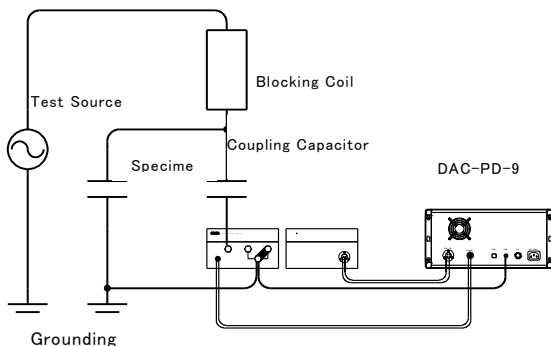 Blocking Coil
Test Source
Coupling Capacitor
Specime
DAC-PD-9
Grounding